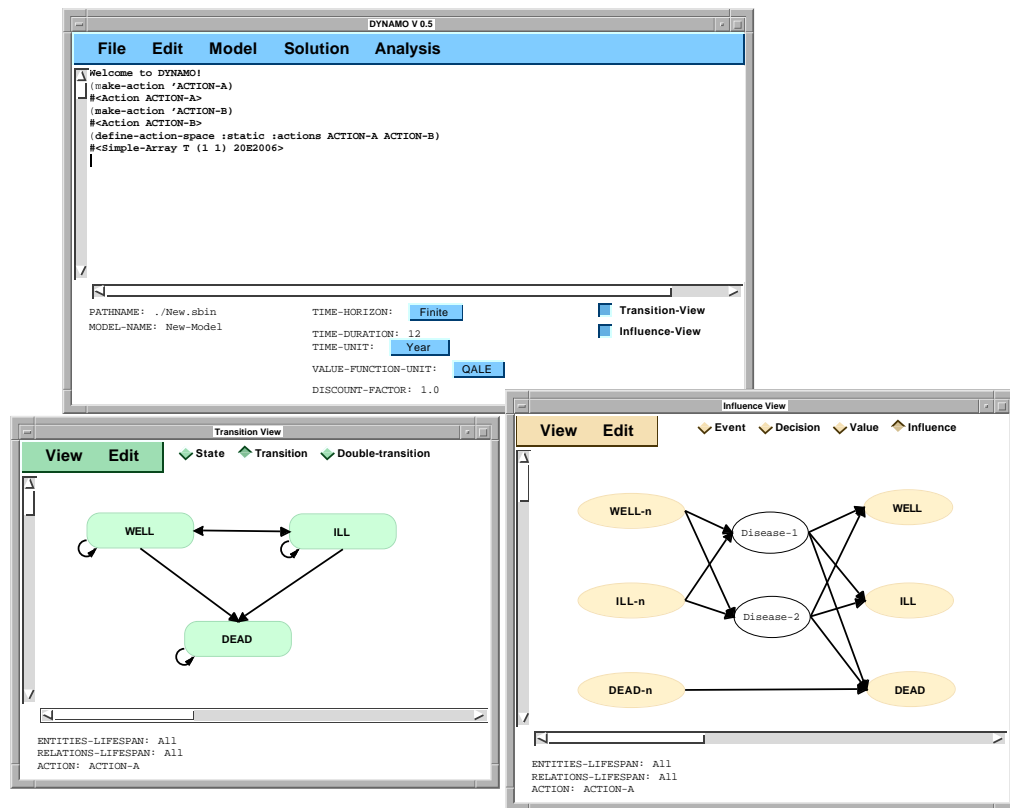 DYNAMO V 0.5
File Edit Model Solution Analysis
Welcome to DYNAMO!
(make-action 'ACTION-A)
#<Action ACTION-A>
(make-action 'ACTION-B)
#<Action ACTION-B>
(define-action-space :static :actions ACTION-A ACTION-B)
#<Simple-Array T (1 1) 20E2006>
PATHNAME: ./New.sbin
MODEL-NAME: New-Model
TIME-HORIZON: Finite
TIME-DURATION: 12
TIME-UNIT: Year
VALUE-FUNCTION-UNIT: QALE
DISCOUNT-FACTOR: 1.0
Transition-View
Influence-View
Transition View
View Edit State Transition Double-transition
WELL
ILL
DEAD
ENTITIES-LIFESPAN: All
RELATIONS-LIFESPAN: All
ACTION: ACTION-A
Influence View
View Edit Event Decision Value Influence
WELL-n
Disease-1
WELL
ILL-n
Disease-2
ILL
DEAD-n
DEAD
ENTITIES-LIFESPAN: All
RELATIONS-LIFESPAN: All
ACTION: ACTION-A